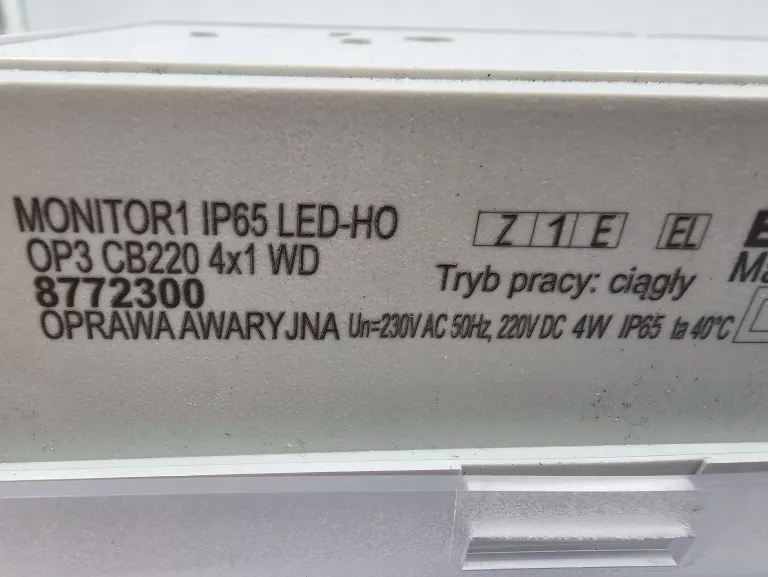 MONITOR1 IP65 LED-HO
OP3 CB220 4x1 WD
8772300
OPRAWA AWARYJNA Un=230V AC 50Hz, 220V DC 4W IP65 ta 40°C
Z 1 E EL
Tryb pracy: ciągły